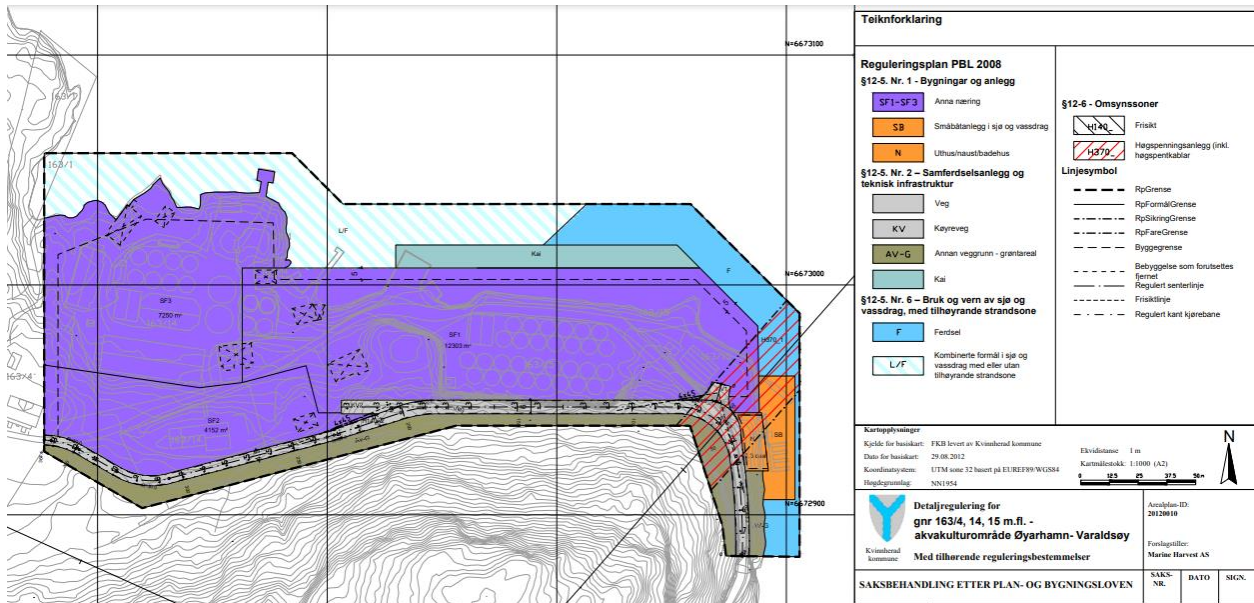 N=6673100
163/1
163/1
L/F
Kai
F
N=6673000
SF3
7260 m²
SF1
12303 m²
H370_1
163/4
SF2
4152 m²
SB
N=6672900
Teiknforklaring
Reguleringsplan PBL 2008
§12-5. Nr. 1 - Bygningar og anlegg
SF1-SF3 Anna næring
SB Småbåtanlegg i sjø og vassdrag
N Uthus/naust/badehus
§12-5. Nr. 2 – Samferdselsanlegg og
teknisk infrastruktur
Veg
KV Køyreveg
AV-G Annan veggrunn - grøntareal
Kai
§12-5. Nr. 6 – Bruk og vern av sjø og
vassdrag, med tilhøyrande strandsone
F Ferdsel
L/F Kombinerte formål i sjø og
vassdrag med eller utan
tilhøyrande strandsone
§12-6 - Omsynssoner
H140_ Frisikt
H370_ Høgspenningsanlegg (inkl.
høgspentkablar
Linjesymbol
RpGrense
RpFormålGrense
RpSikringGrense
RpFareGrense
Byggegrense
Bebyggelse som forutsettes
fjernet
Regulert senterlinje
Frisiktlinje
Regulert kant kjørebane
Kartopplysninger
Kjelde for basiskart: FKB levert av Kvinnherad kommune
Dato for basiskart: 29.08.2012
Koordinatsystem: UTM sone 32 basert på EUREF89/WGS84
Høgdegrunnlag: NN1954
Ekvidistanse 1 m
Kartmålestokk: 1:1000 (A2)
0 12.5 25 37.5 50m
N
Kvinnherad
kommune
Detaljregulering for
gnr 163/4, 14, 15 m.fl. -
akvakulturområde Øyarhamn- Varaldsøy
Med tilhørende reguleringsbestemmelser
Arealplan-ID:
20120010
Forslagstiller:
Marine Harvest AS
SAKSBEHANDLING ETTER PLAN- OG BYGNINGSLOVEN
SAKS-
NR.
DATO
SIGN.